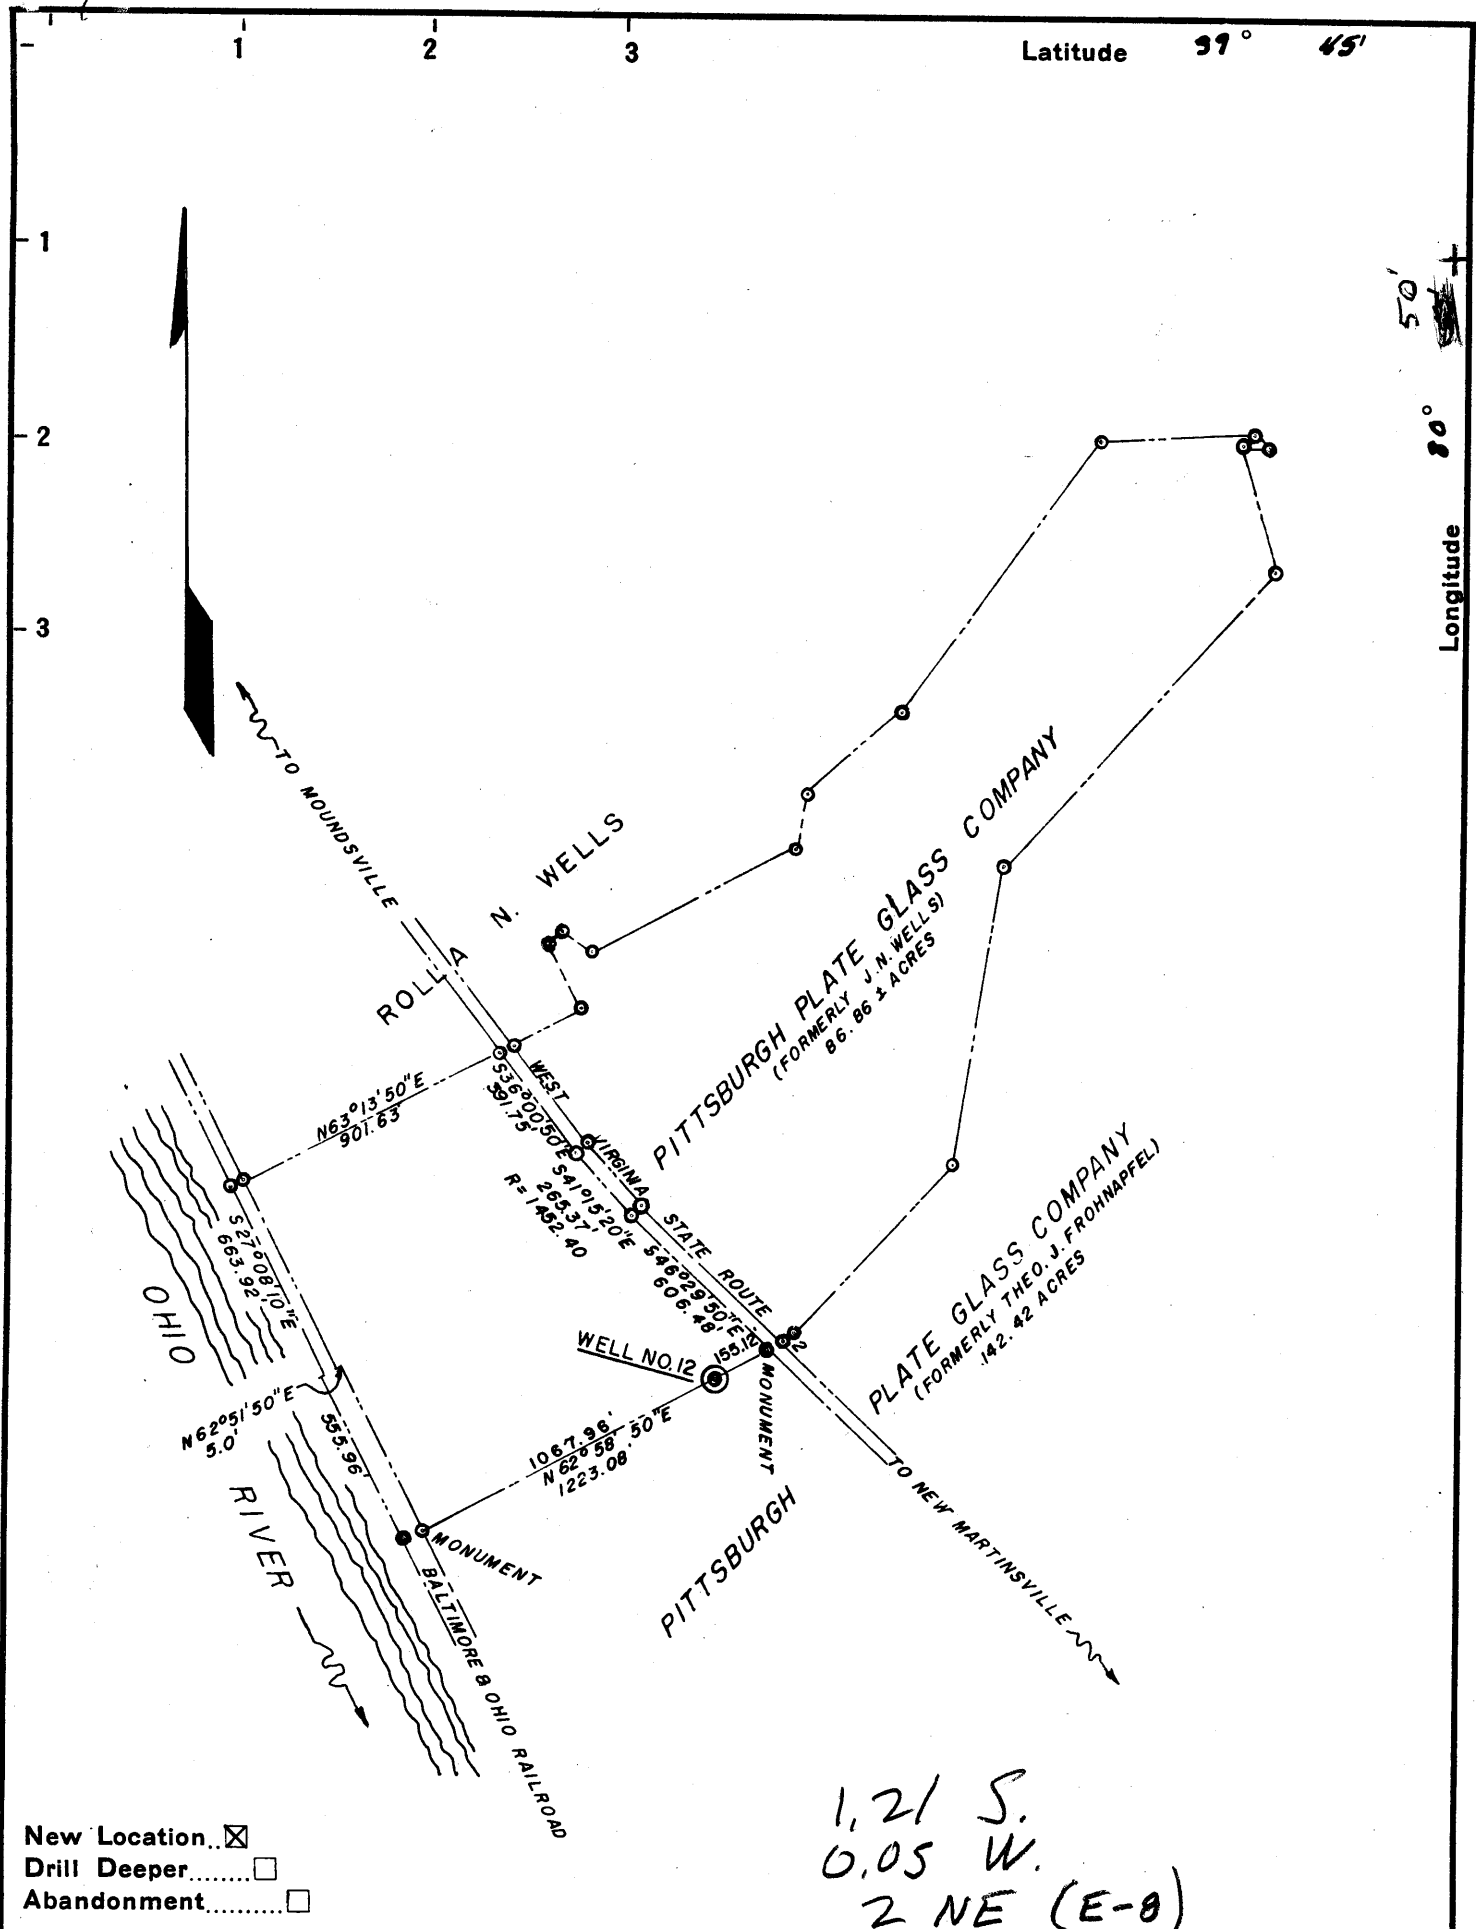 1 2 3 Latitude 39° 45'
1
2
3
50'
80°
Longitude
TO MOUNDSVILLE
ROLLA N. WELLS
PITTSBURGH PLATE GLASS COMPANY
(FORMERLY J.N. WELLS)
86.86 ± ACRES
N63°13'50"E
901.63'
S36°00'50"E
391.75'
WEST VIRGINIA STATE ROUTE 2
S41°15'20"E
265.37'
R=1452.40
S46°29'50"E
606.48'
S27°08'10"E
663.92'
OHIO RIVER
N62°51'50"E
5.0'
555.96'
WELL NO.12
155.12
MONUMENT
1067.96'
N62°58'50"E
1223.08'
MONUMENT
BALTIMORE & OHIO RAILROAD
PITTSBURGH PLATE GLASS COMPANY
(FORMERLY THEO. J. FROHNAPFEL)
142.42 ACRES
TO NEW MARTINSVILLE
1.21 S.
0.05 W.
2 NE (E-8)
New Location..☒
Drill Deeper........☐
Abandonment..........☐